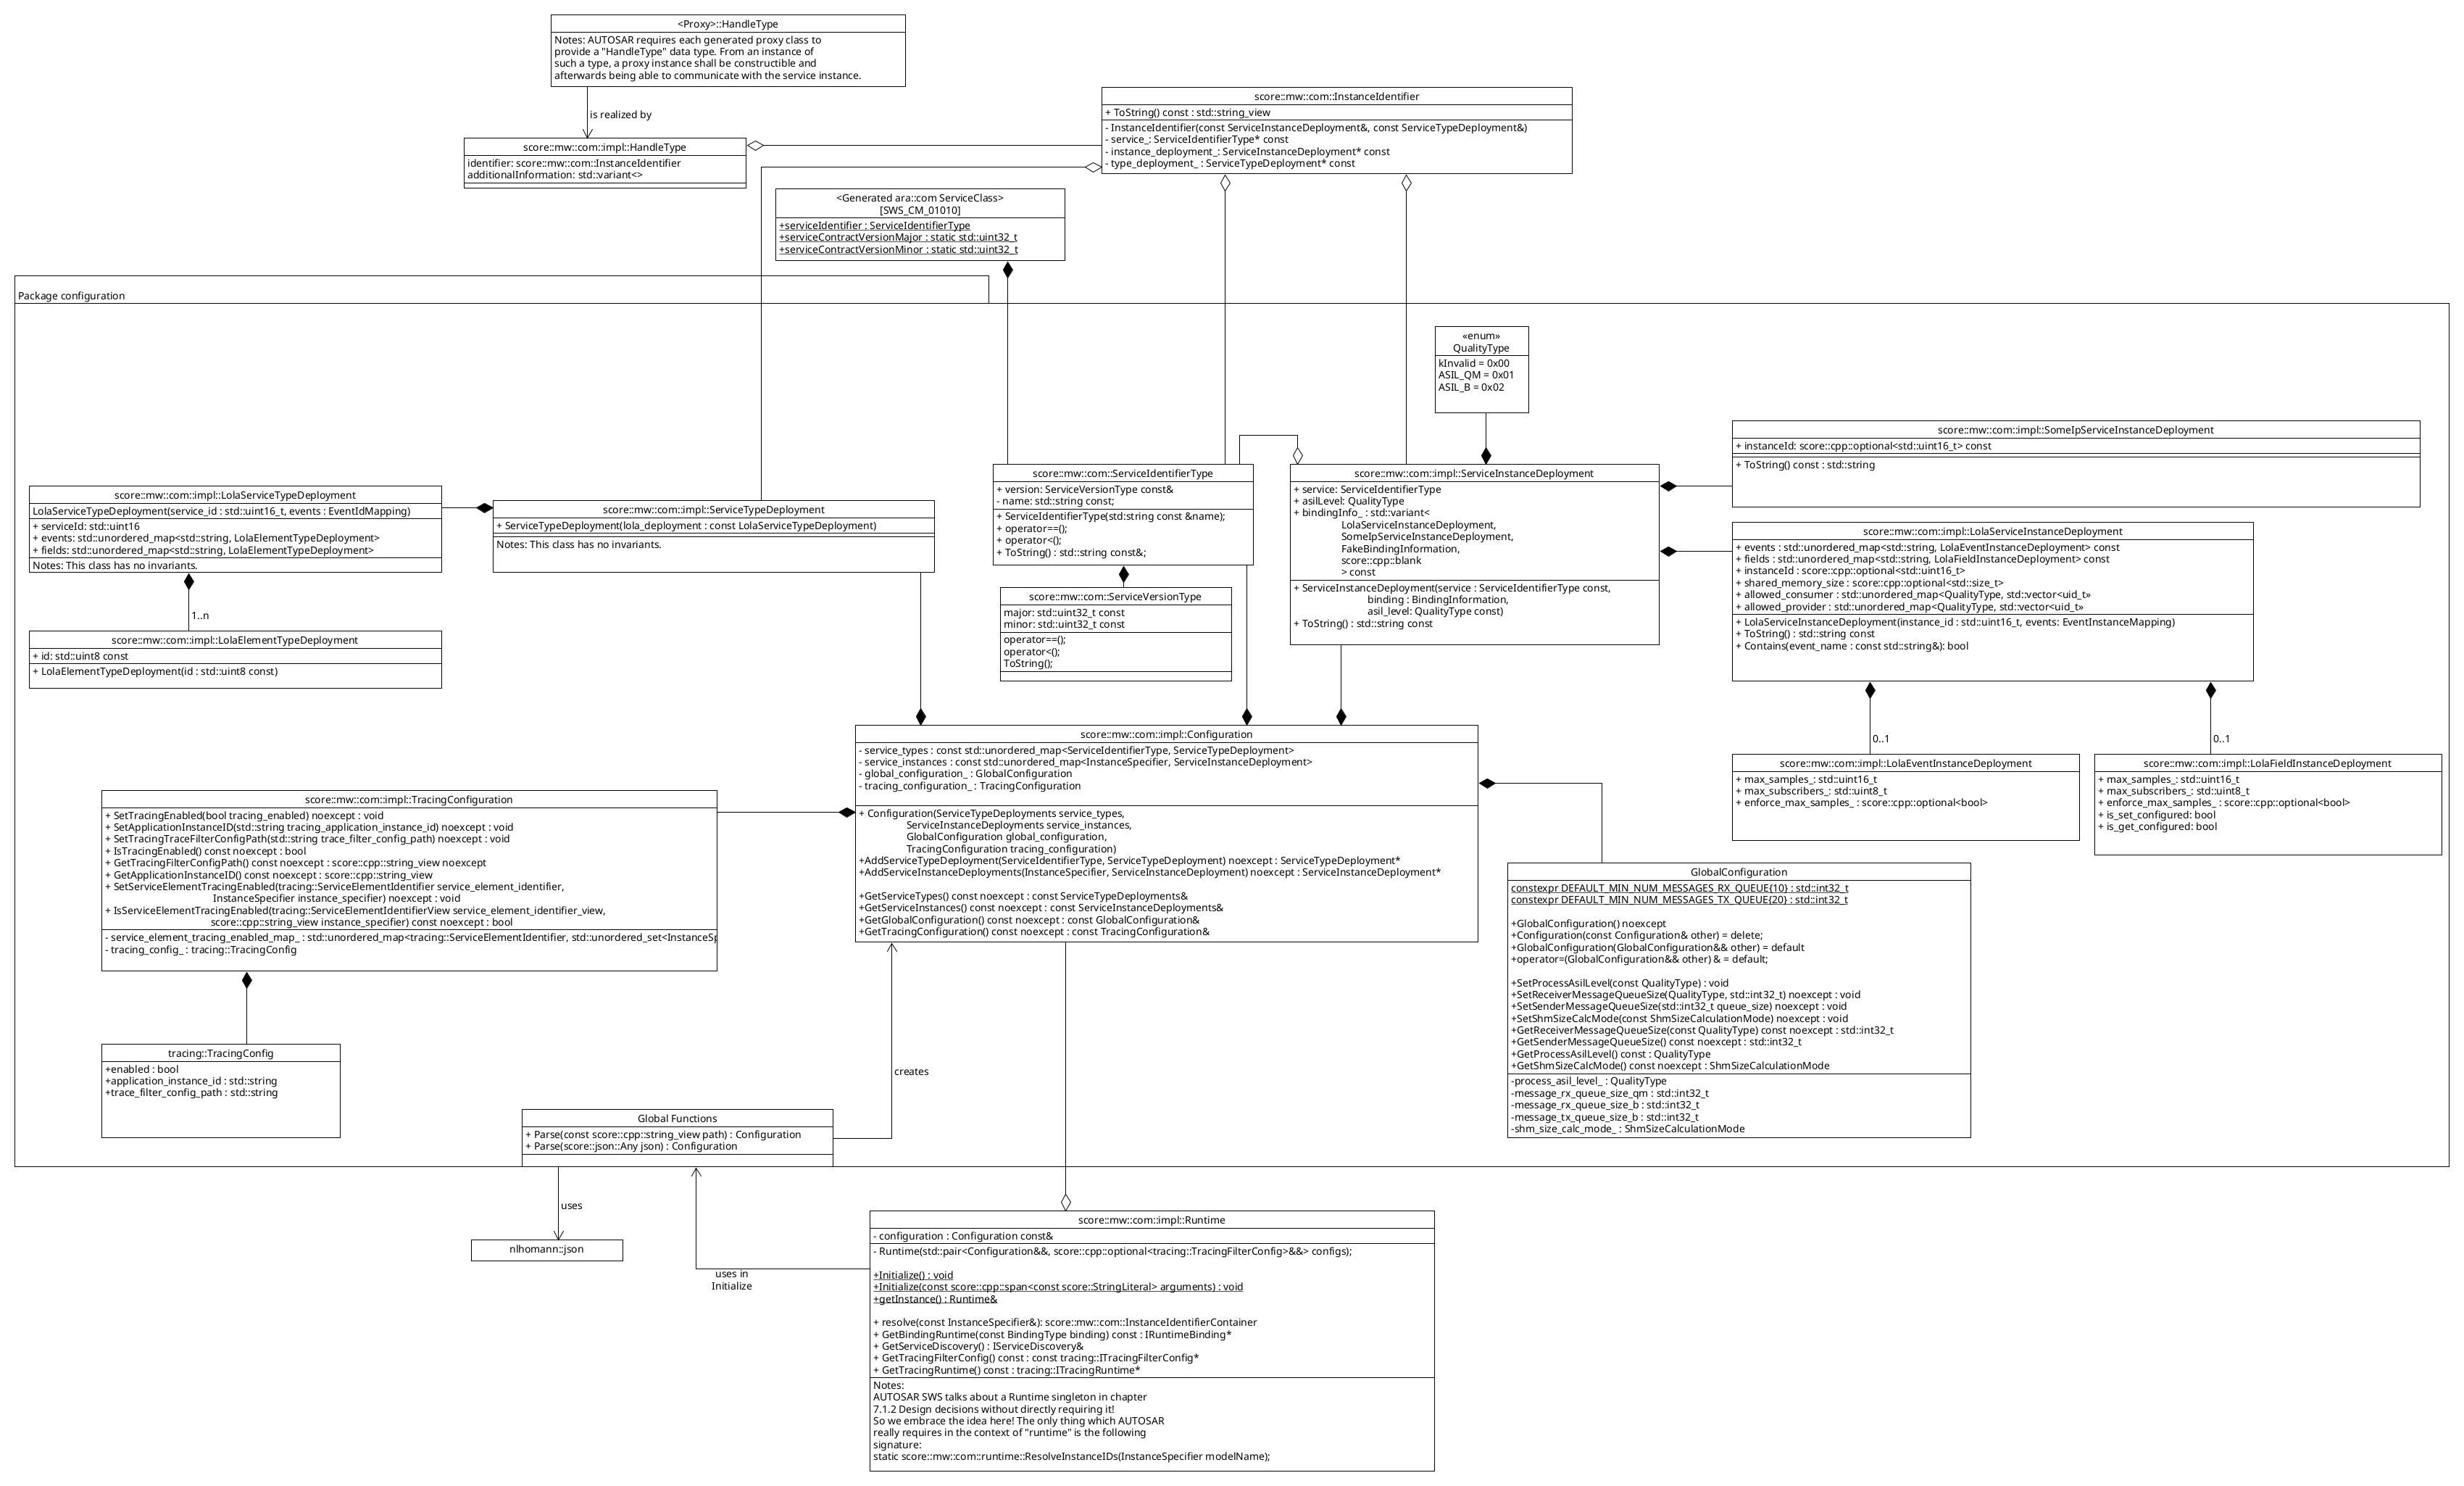 <Proxy>::HandleType
Notes: AUTOSAR requires each generated proxy class to
provide a "HandleType" data type. From an instance of
such a type, a proxy instance shall be constructible and
afterwards being able to communicate with the service instance.
is realized by
score::mw::com::InstanceIdentifier
+ ToString() const : std::string_view
- InstanceIdentifier(const ServiceInstanceDeployment&, const ServiceTypeDeployment&)
- service_: ServiceIdentifierType* const
- instance_deployment_: ServiceInstanceDeployment* const
- type_deployment_ : ServiceTypeDeployment* const
score::mw::com::impl::HandleType
identifier: score::mw::com::InstanceIdentifier
additionalInformation: std::variant<>
<Generated ara::com ServiceClass>
[SWS_CM_01010]
+serviceIdentifier : ServiceIdentifierType
+serviceContractVersionMajor : static std::uint32_t
+serviceContractVersionMinor : static std::uint32_t
Package configuration
«enum»
QualityType
kInvalid = 0x00
ASIL_QM = 0x01
ASIL_B = 0x02
score::mw::com::impl::SomeIpServiceInstanceDeployment
+ instanceId: score::cpp::optional<std::uint16_t> const
+ ToString() const : std::string
score::mw::com::impl::LolaServiceTypeDeployment
LolaServiceTypeDeployment(service_id : std::uint16_t, events : EventIdMapping)
+ serviceId: std::uint16
+ events: std::unordered_map<std::string, LolaElementTypeDeployment>
+ fields: std::unordered_map<std::string, LolaElementTypeDeployment>
Notes: This class has no invariants.
score::mw::com::impl::ServiceTypeDeployment
+ ServiceTypeDeployment(lola_deployment : const LolaServiceTypeDeployment)
Notes: This class has no invariants.
score::mw::com::ServiceIdentifierType
+ version: ServiceVersionType const&
- name: std::string const;
+ ServiceIdentifierType(std:string const &name);
+ operator==();
+ operator<();
+ ToString() : std::string const&;
score::mw::com::impl::ServiceInstanceDeployment
+ service: ServiceIdentifierType
+ asilLevel: QualityType
+ bindingInfo_ : std::variant<
LolaServiceInstanceDeployment,
SomeIpServiceInstanceDeployment,
FakeBindingInformation,
score::cpp::blank
> const
+ ServiceInstanceDeployment(service : ServiceIdentifierType const,
binding : BindingInformation,
asil_level: QualityType const)
+ ToString() : std::string const
score::mw::com::impl::LolaServiceInstanceDeployment
+ events : std::unordered_map<std::string, LolaEventInstanceDeployment> const
+ fields : std::unordered_map<std::string, LolaFieldInstanceDeployment> const
+ instanceId : score::cpp::optional<std::uint16_t>
+ shared_memory_size : score::cpp::optional<std::size_t>
+ allowed_consumer : std::unordered_map<QualityType, std::vector<uid_t»
+ allowed_provider : std::unordered_map<QualityType, std::vector<uid_t»
+ LolaServiceInstanceDeployment(instance_id : std::uint16_t, events: EventInstanceMapping)
+ ToString() : std::string const
+ Contains(event_name : const std::string&): bool
1..n
score::mw::com::impl::LolaElementTypeDeployment
+ id: std::uint8 const
+ LolaElementTypeDeployment(id : std::uint8 const)
score::mw::com::ServiceVersionType
major: std::uint32_t const
minor: std::uint32_t const
operator==();
operator<();
ToString();
0..1
0..1
score::mw::com::impl::LolaEventInstanceDeployment
+ max_samples_: std::uint16_t
+ max_subscribers_: std::uint8_t
+ enforce_max_samples_ : score::cpp::optional<bool>
score::mw::com::impl::LolaFieldInstanceDeployment
+ max_samples_: std::uint16_t
+ max_subscribers_: std::uint8_t
+ enforce_max_samples_ : score::cpp::optional<bool>
+ is_set_configured: bool
+ is_get_configured: bool
score::mw::com::impl::Configuration
- service_types : const std::unordered_map<ServiceIdentifierType, ServiceTypeDeployment>
- service_instances : const std::unordered_map<InstanceSpecifier, ServiceInstanceDeployment>
- global_configuration_ : GlobalConfiguration
- tracing_configuration_ : TracingConfiguration
+ Configuration(ServiceTypeDeployments service_types,
ServiceInstanceDeployments service_instances,
GlobalConfiguration global_configuration,
TracingConfiguration tracing_configuration)
+AddServiceTypeDeployment(ServiceIdentifierType, ServiceTypeDeployment) noexcept : ServiceTypeDeployment*
+AddServiceInstanceDeployments(InstanceSpecifier, ServiceInstanceDeployment) noexcept : ServiceInstanceDeployment*
+GetServiceTypes() const noexcept : const ServiceTypeDeployments&
+GetServiceInstances() const noexcept : const ServiceInstanceDeployments&
+GetGlobalConfiguration() const noexcept : const GlobalConfiguration&
+GetTracingConfiguration() const noexcept : const TracingConfiguration&
score::mw::com::impl::TracingConfiguration
+ SetTracingEnabled(bool tracing_enabled) noexcept : void
+ SetApplicationInstanceID(std::string tracing_application_instance_id) noexcept : void
+ SetTracingTraceFilterConfigPath(std::string trace_filter_config_path) noexcept : void
+ IsTracingEnabled() const noexcept : bool
+ GetTracingFilterConfigPath() const noexcept : score::cpp::string_view noexcept
+ GetApplicationInstanceID() const noexcept : score::cpp::string_view
+ SetServiceElementTracingEnabled(tracing::ServiceElementIdentifier service_element_identifier,
InstanceSpecifier instance_specifier) noexcept : void
+ IsServiceElementTracingEnabled(tracing::ServiceElementIdentifierView service_element_identifier_view,
score::cpp::string_view instance_specifier) const noexcept : bool
- service_element_tracing_enabled_map_ : std::unordered_map<tracing::ServiceElementIdentifier, std::unordered_set<InstanceSp
- tracing_config_ : tracing::TracingConfig
GlobalConfiguration
constexpr DEFAULT_MIN_NUM_MESSAGES_RX_QUEUE{10} : std::int32_t
constexpr DEFAULT_MIN_NUM_MESSAGES_TX_QUEUE{20} : std::int32_t
+GlobalConfiguration() noexcept
+Configuration(const Configuration& other) = delete;
+GlobalConfiguration(GlobalConfiguration&& other) = default
+operator=(GlobalConfiguration&& other) & = default;
+SetProcessAsilLevel(const QualityType) : void
+SetReceiverMessageQueueSize(QualityType, std::int32_t) noexcept : void
+SetSenderMessageQueueSize(std::int32_t queue_size) noexcept : void
+SetShmSizeCalcMode(const ShmSizeCalculationMode) noexcept : void
+GetReceiverMessageQueueSize(const QualityType) const noexcept : std::int32_t
+GetSenderMessageQueueSize() const noexcept : std::int32_t
+GetProcessAsilLevel() const : QualityType
+GetShmSizeCalcMode() const noexcept : ShmSizeCalculationMode
-process_asil_level_ : QualityType
-message_rx_queue_size_qm : std::int32_t
-message_rx_queue_size_b : std::int32_t
-message_tx_queue_size_b : std::int32_t
-shm_size_calc_mode_ : ShmSizeCalculationMode
tracing::TracingConfig
+enabled : bool
+application_instance_id : std::string
+trace_filter_config_path : std::string
creates
Global Functions
+ Parse(const score::cpp::string_view path) : Configuration
+ Parse(score::json::Any json) : Configuration
uses
nlhomann::json
uses in
Initialize
score::mw::com::impl::Runtime
- configuration : Configuration const&
- Runtime(std::pair<Configuration&&, score::cpp::optional<tracing::TracingFilterConfig>&&> configs);
+Initialize() : void
+Initialize(const score::cpp::span<const score::StringLiteral> arguments) : void
+getInstance() : Runtime&
+ resolve(const InstanceSpecifier&): score::mw::com::InstanceIdentifierContainer
+ GetBindingRuntime(const BindingType binding) const : IRuntimeBinding*
+ GetServiceDiscovery() : IServiceDiscovery&
+ GetTracingFilterConfig() const : const tracing::ITracingFilterConfig*
+ GetTracingRuntime() const : tracing::ITracingRuntime*
Notes:
AUTOSAR SWS talks about a Runtime singleton in chapter
7.1.2 Design decisions without directly requiring it!
So we embrace the idea here! The only thing which AUTOSAR
really requires in the context of "runtime" is the following
signature:
static score::mw::com::runtime::ResolveInstanceIDs(InstanceSpecifier modelName);